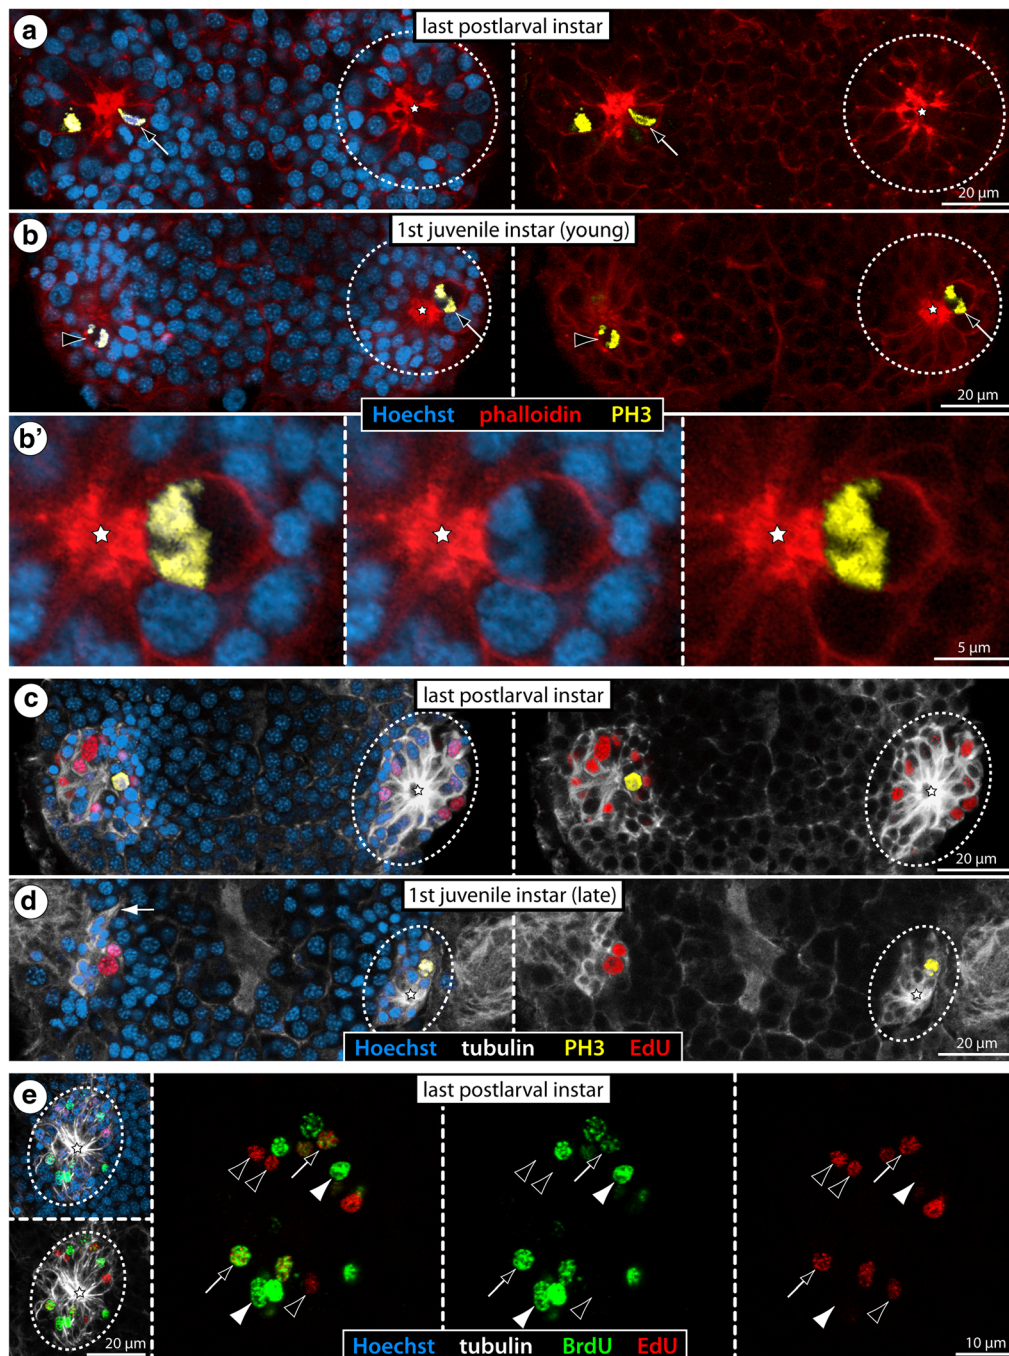 a
last postlarval instar
20 µm
b
1st juvenile instar (young)
20 µm
Hoechst phalloidin PH3
b’
5 µm
c
last postlarval instar
20 µm
d
1st juvenile instar (late)
20 µm
Hoechst tubulin PH3 EdU
e
last postlarval instar
20 µm
10 µm
Hoechst tubulin BrdU EdU